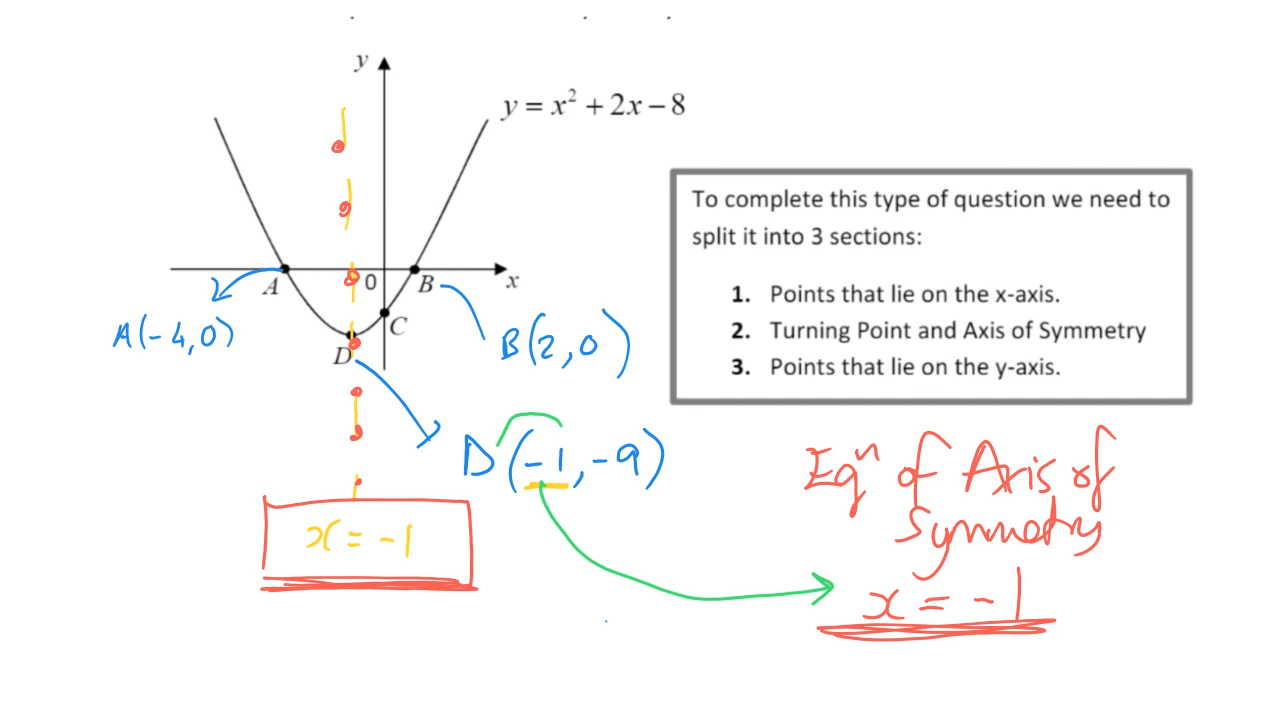 y
y = x² + 2x – 8
To complete this type of question we need to
split it into 3 sections:
1. Points that lie on the x-axis.
2. Turning Point and Axis of Symmetry
3. Points that lie on the y-axis.
A
0
B
x
C
D
A(-4,0)
B(2,0)
D(-1,-9)
Eqⁿ of Axis of
Symmetry
x = -1
x = -1